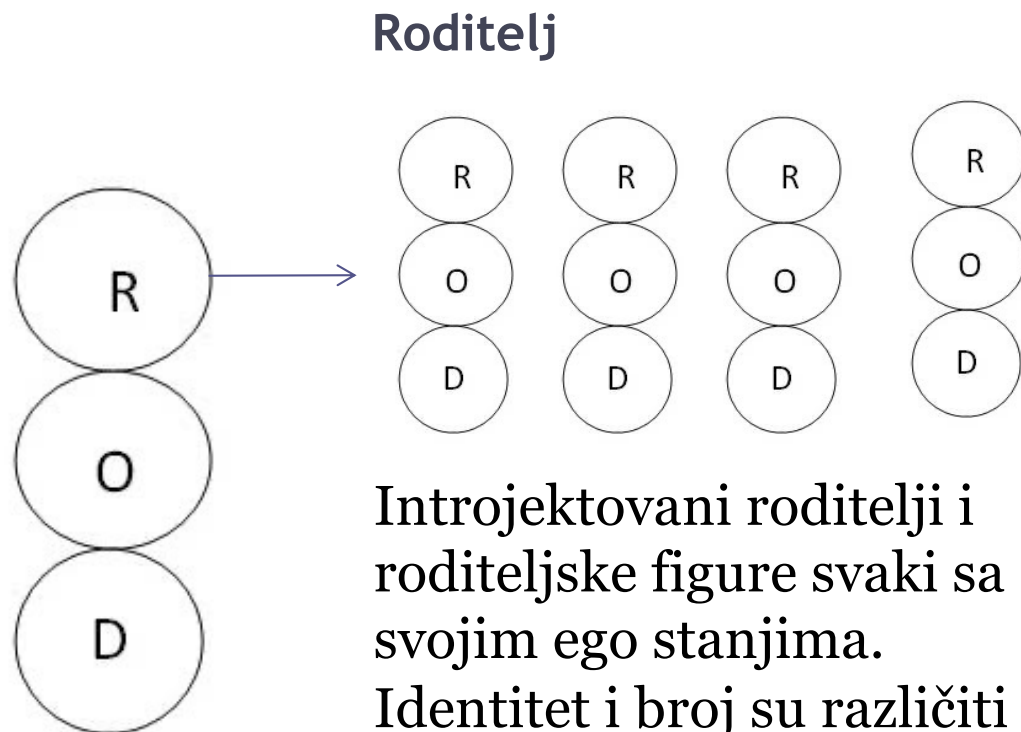 Roditelj
R R R R
O O O O
D D D D
R
O
D
Introjektovani roditelji i
roditeljske figure svaki sa
svojim ego stanjima.
Identitet i broj su različiti